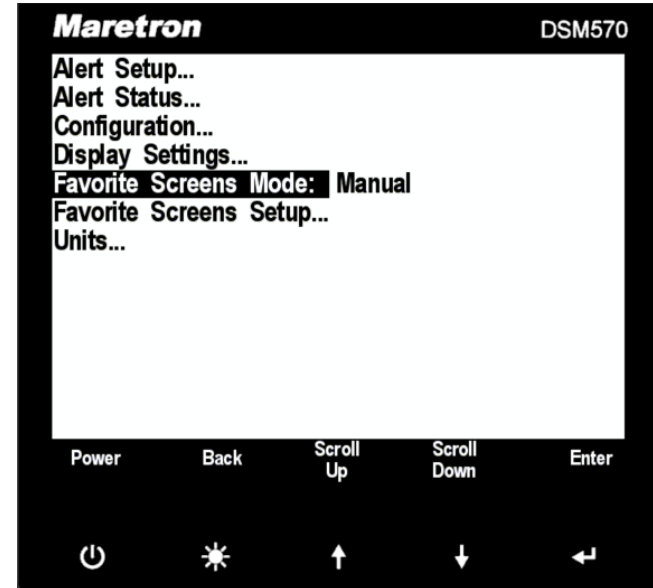 Maretron DSM570
Alert Setup...
Alert Status...
Configuration...
Display Settings...
Favorite Screens Mode: Manual
Favorite Screens Setup...
Units...
Power Back Scroll Up Scroll Down Enter